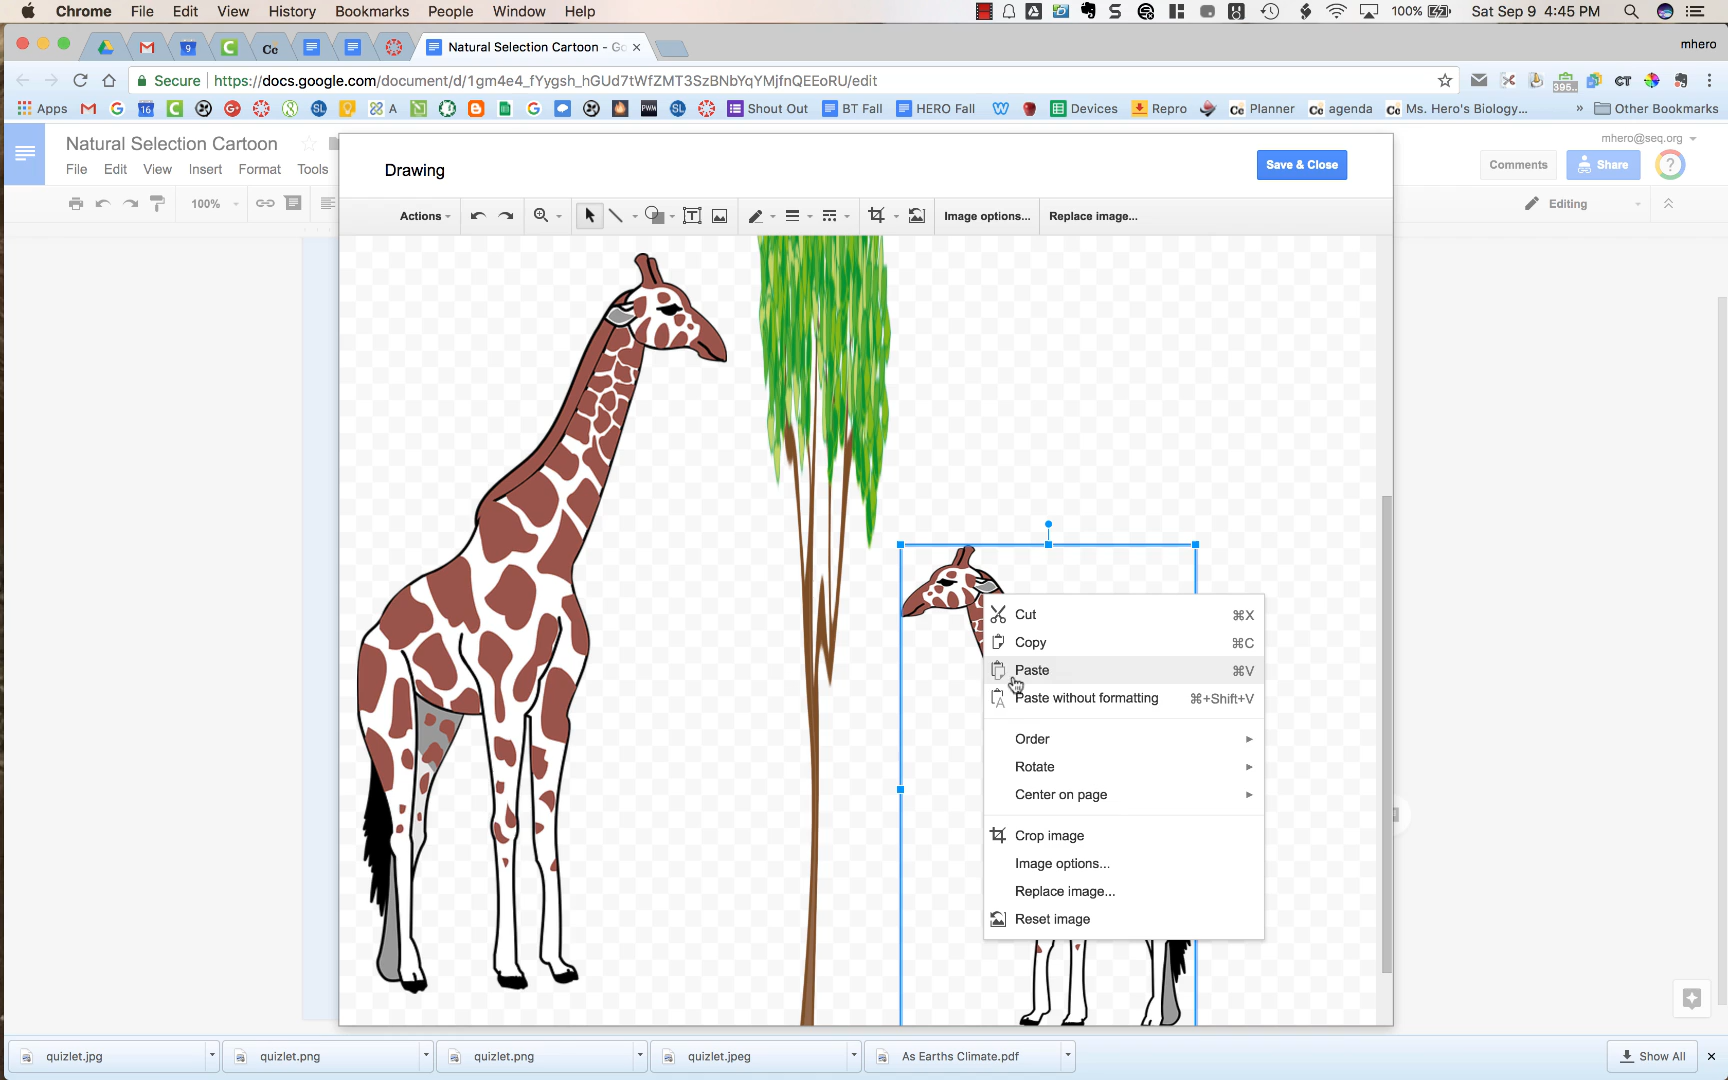 Chrome File Edit View History Bookmarks People Window Help 100% Sat Sep 9 4:45 PM
Natural Selection Cartoon - Go × mhero
Secure https://docs.google.com/document/d/1gm4e4_fYygsh_hGUd7tWfZMT3SzBNbYqYMjfnQEEoRU/edit
Apps Shout Out BT Fall HERO Fall Devices Repro Planner agenda Ms. Hero's Biology... » Other Bookmarks
Natural Selection Cartoon mhero@seq.org
File Edit View Insert Format Tools
Comments Share
Drawing Save & Close
100% Editing
Actions Image options... Replace image...
Cut ⌘X
Copy ⌘C
Paste ⌘V
Paste without formatting ⌘+Shift+V
Order
Rotate
Center on page
Crop image
Image options...
Replace image...
Reset image
quizlet.jpg quizlet.png quizlet.png quizlet.jpeg As Earths Climate.pdf Show All ×